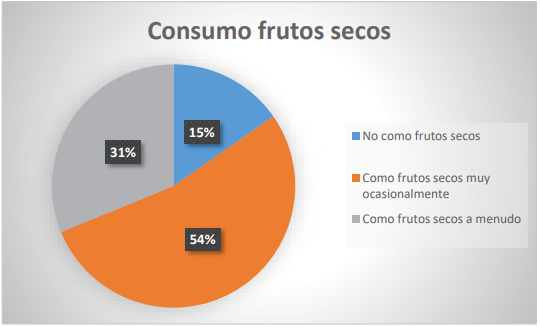 Consumo frutos secos
15%
31%
54%
No como frutos secos
Como frutos secos muy
ocasionalmente
Como frutos secos a menudo